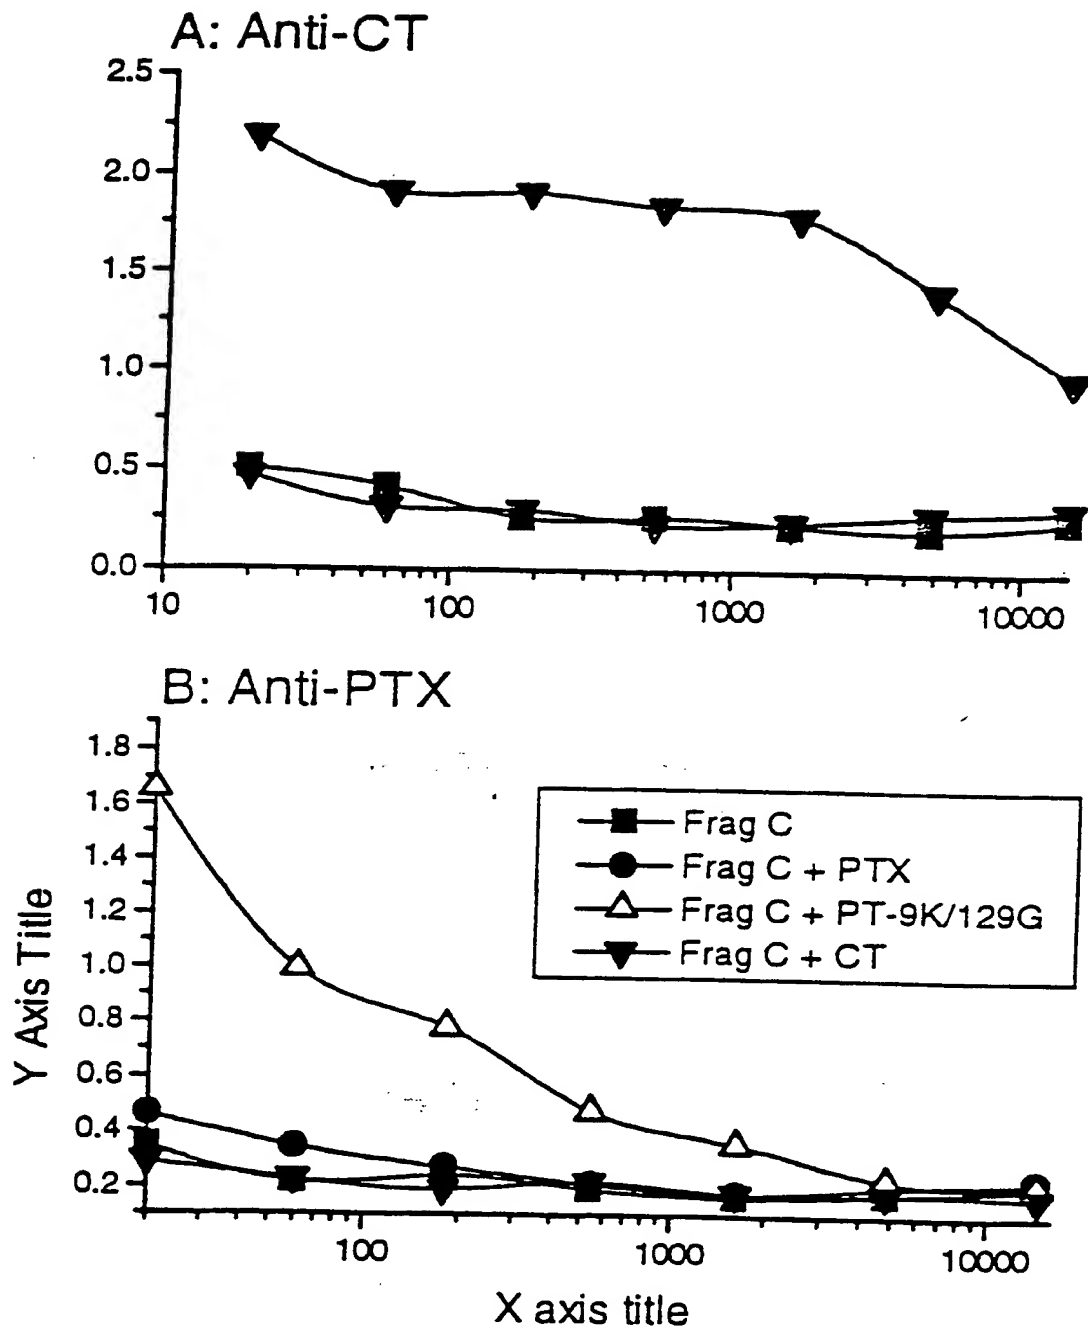 A: Anti-CT
2.5
2.0
1.5
1.0
0.5
0.0
10 100 1000 10000
B: Anti-PTX
1.8
1.6
1.4
1.2
1.0
0.8
0.6
0.4
0.2
Y Axis Title
Frag C
Frag C + PTX
Frag C + PT-9K/129G
Frag C + CT
100 1000 10000
X axis title